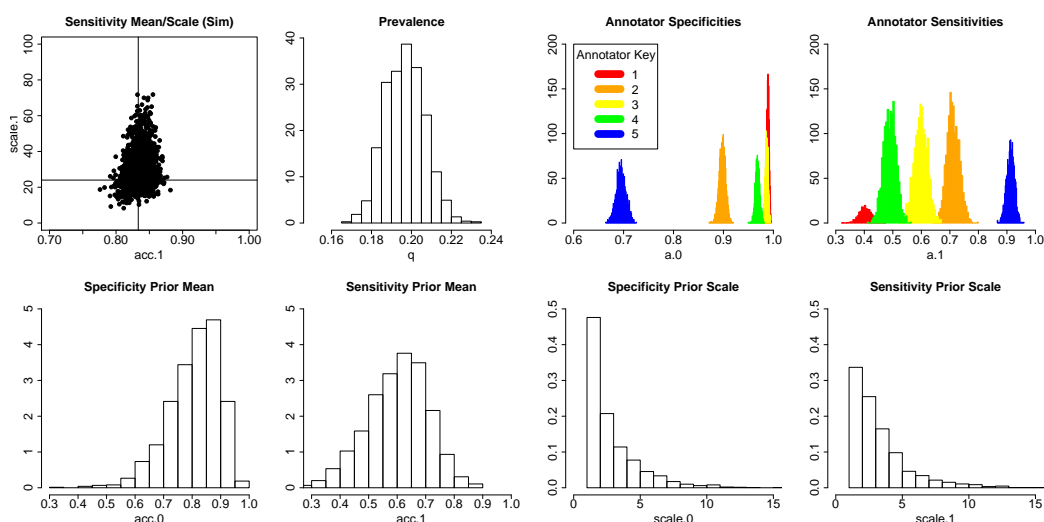 Sensitivity Mean/Scale (Sim)
scale.1
0 20 40 60 80 100
0.70 0.80 0.90 1.00
acc.1
Prevalence
0 10 20 30 40
0.16 0.18 0.20 0.22 0.24
q
Annotator Specificities
0 50 100 150 200
Annotator Key
1
2
3
4
5
0.6 0.7 0.8 0.9 1.0
a.0
Annotator Sensitivities
0 50 100 150 200
0.3 0.4 0.5 0.6 0.7 0.8 0.9 1.0
a.1
Specificity Prior Mean
0 1 2 3 4 5
0.3 0.4 0.5 0.6 0.7 0.8 0.9 1.0
acc.0
Sensitivity Prior Mean
0 1 2 3 4 5
0.3 0.4 0.5 0.6 0.7 0.8 0.9 1.0
acc.1
Specificity Prior Scale
0.0 0.1 0.2 0.3 0.4 0.5
0 5 10 15
scale.0
Sensitivity Prior Scale
0.0 0.1 0.2 0.3 0.4 0.5
0 5 10 15
scale.1